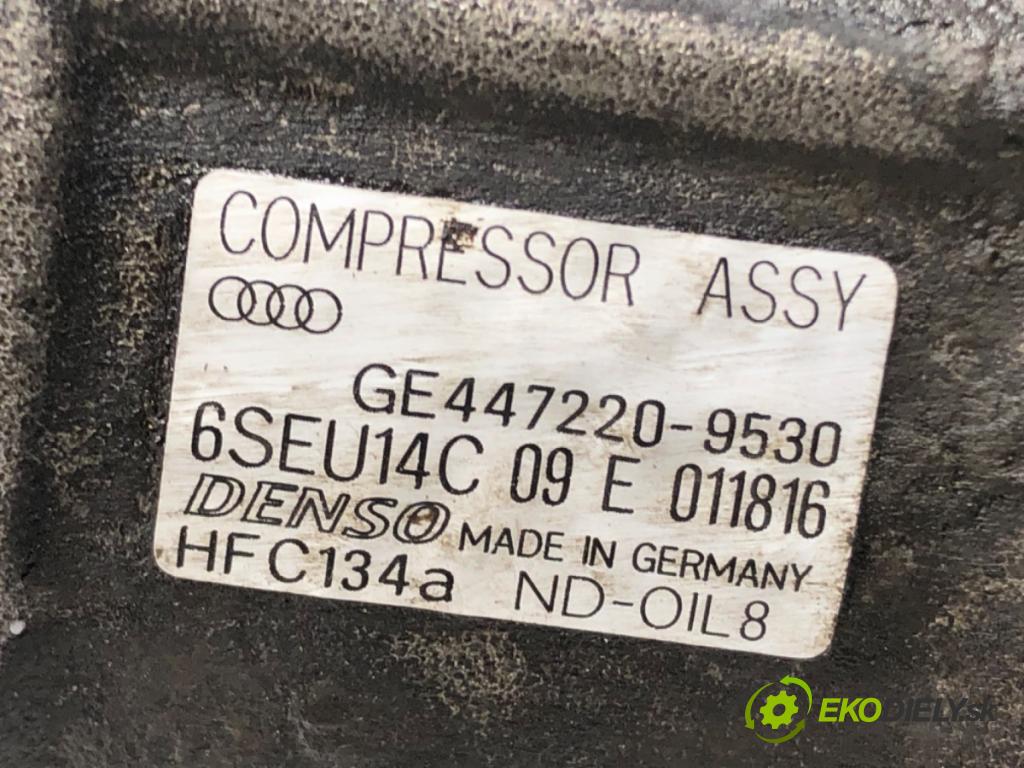 COMPRESSOR ASSY
GE447220-9530
6SEU14C 09 E 011816
DENSO MADE IN GERMANY
HFC134a ND-OIL8
EKODIELY.sk